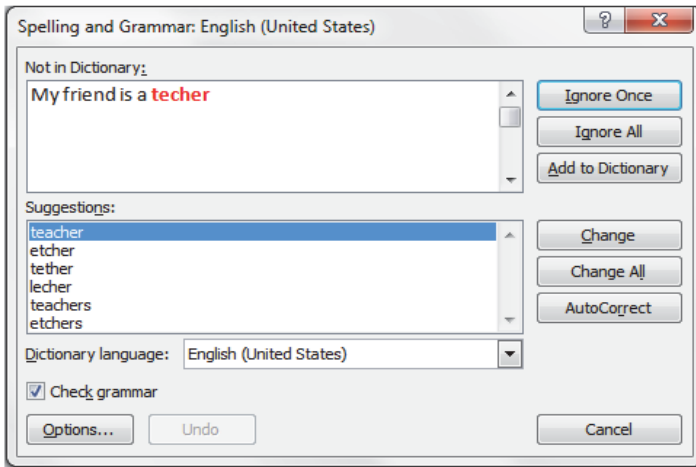 Spelling and Grammar: English (United States)
?
Not in Dictionary:
My friend is a techer
Ignore Once
Ignore All
Add to Dictionary
Suggestions:
teacher
etcher
tether
lecher
teachers
etchers
Change
Change All
AutoCorrect
Dictionary language: English (United States)
Check grammar
Options... Undo Cancel